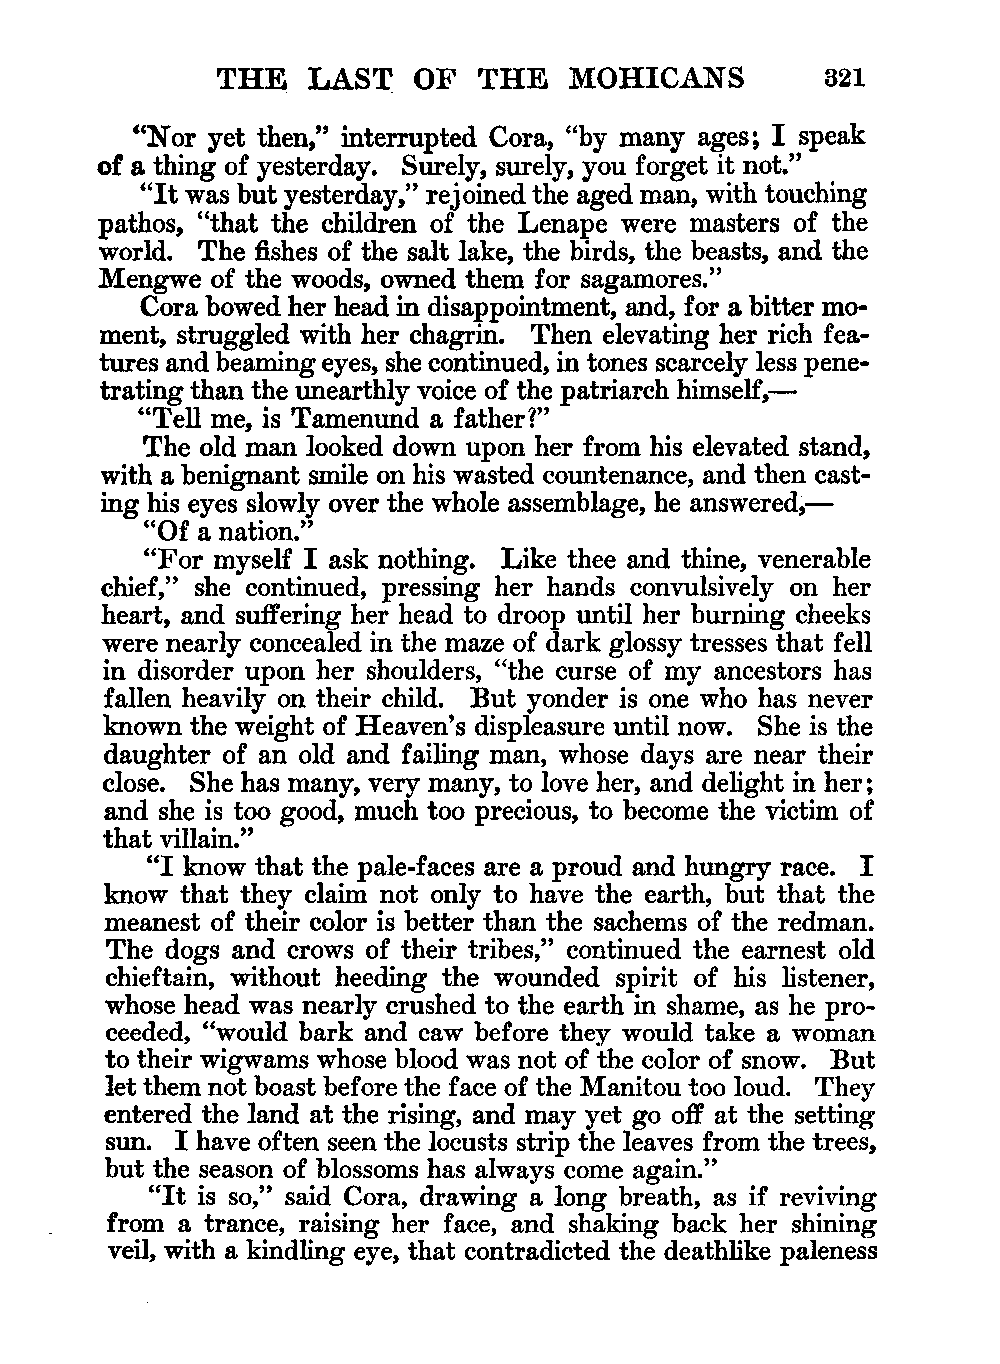 THE LAST OF THE MOHICANS 321
“Nor yet then,” interrupted Cora, “by many ages; I speak
of a thing of yesterday. Surely, surely, you forget it not.”
“It was but yesterday,” rejoined the aged man, with touching
pathos, “that the children of the Lenape were masters of the
world. The fishes of the salt lake, the birds, the beasts, and the
Mengwe of the woods, owned them for sagamores.”
Cora bowed her head in disappointment, and, for a bitter mo-
ment, struggled with her chagrin. Then elevating her rich fea-
tures and beaming eyes, she continued, in tones scarcely less pene-
trating than the unearthly voice of the patriarch himself,—
“Tell me, is Tamenund a father?”
The old man looked down upon her from his elevated stand,
with a benignant smile on his wasted countenance, and then cast-
ing his eyes slowly over the whole assemblage, he answered,—
“Of a nation.”
“For myself I ask nothing. Like thee and thine, venerable
chief,” she continued, pressing her hands convulsively on her
heart, and suffering her head to droop until her burning cheeks
were nearly concealed in the maze of dark glossy tresses that fell
in disorder upon her shoulders, “the curse of my ancestors has
fallen heavily on their child. But yonder is one who has never
known the weight of Heaven’s displeasure until now. She is the
daughter of an old and failing man, whose days are near their
close. She has many, very many, to love her, and delight in her;
and she is too good, much too precious, to become the victim of
that villain.”
“I know that the pale-faces are a proud and hungry race. I
know that they claim not only to have the earth, but that the
meanest of their color is better than the sachems of the redman.
The dogs and crows of their tribes,” continued the earnest old
chieftain, without heeding the wounded spirit of his listener,
whose head was nearly crushed to the earth in shame, as he pro-
ceeded, “would bark and caw before they would take a woman
to their wigwams whose blood was not of the color of snow. But
let them not boast before the face of the Manitou too loud. They
entered the land at the rising, and may yet go off at the setting
sun. I have often seen the locusts strip the leaves from the trees,
but the season of blossoms has always come again.”
“It is so,” said Cora, drawing a long breath, as if reviving
from a trance, raising her face, and shaking back her shining
veil, with a kindling eye, that contradicted the deathlike paleness